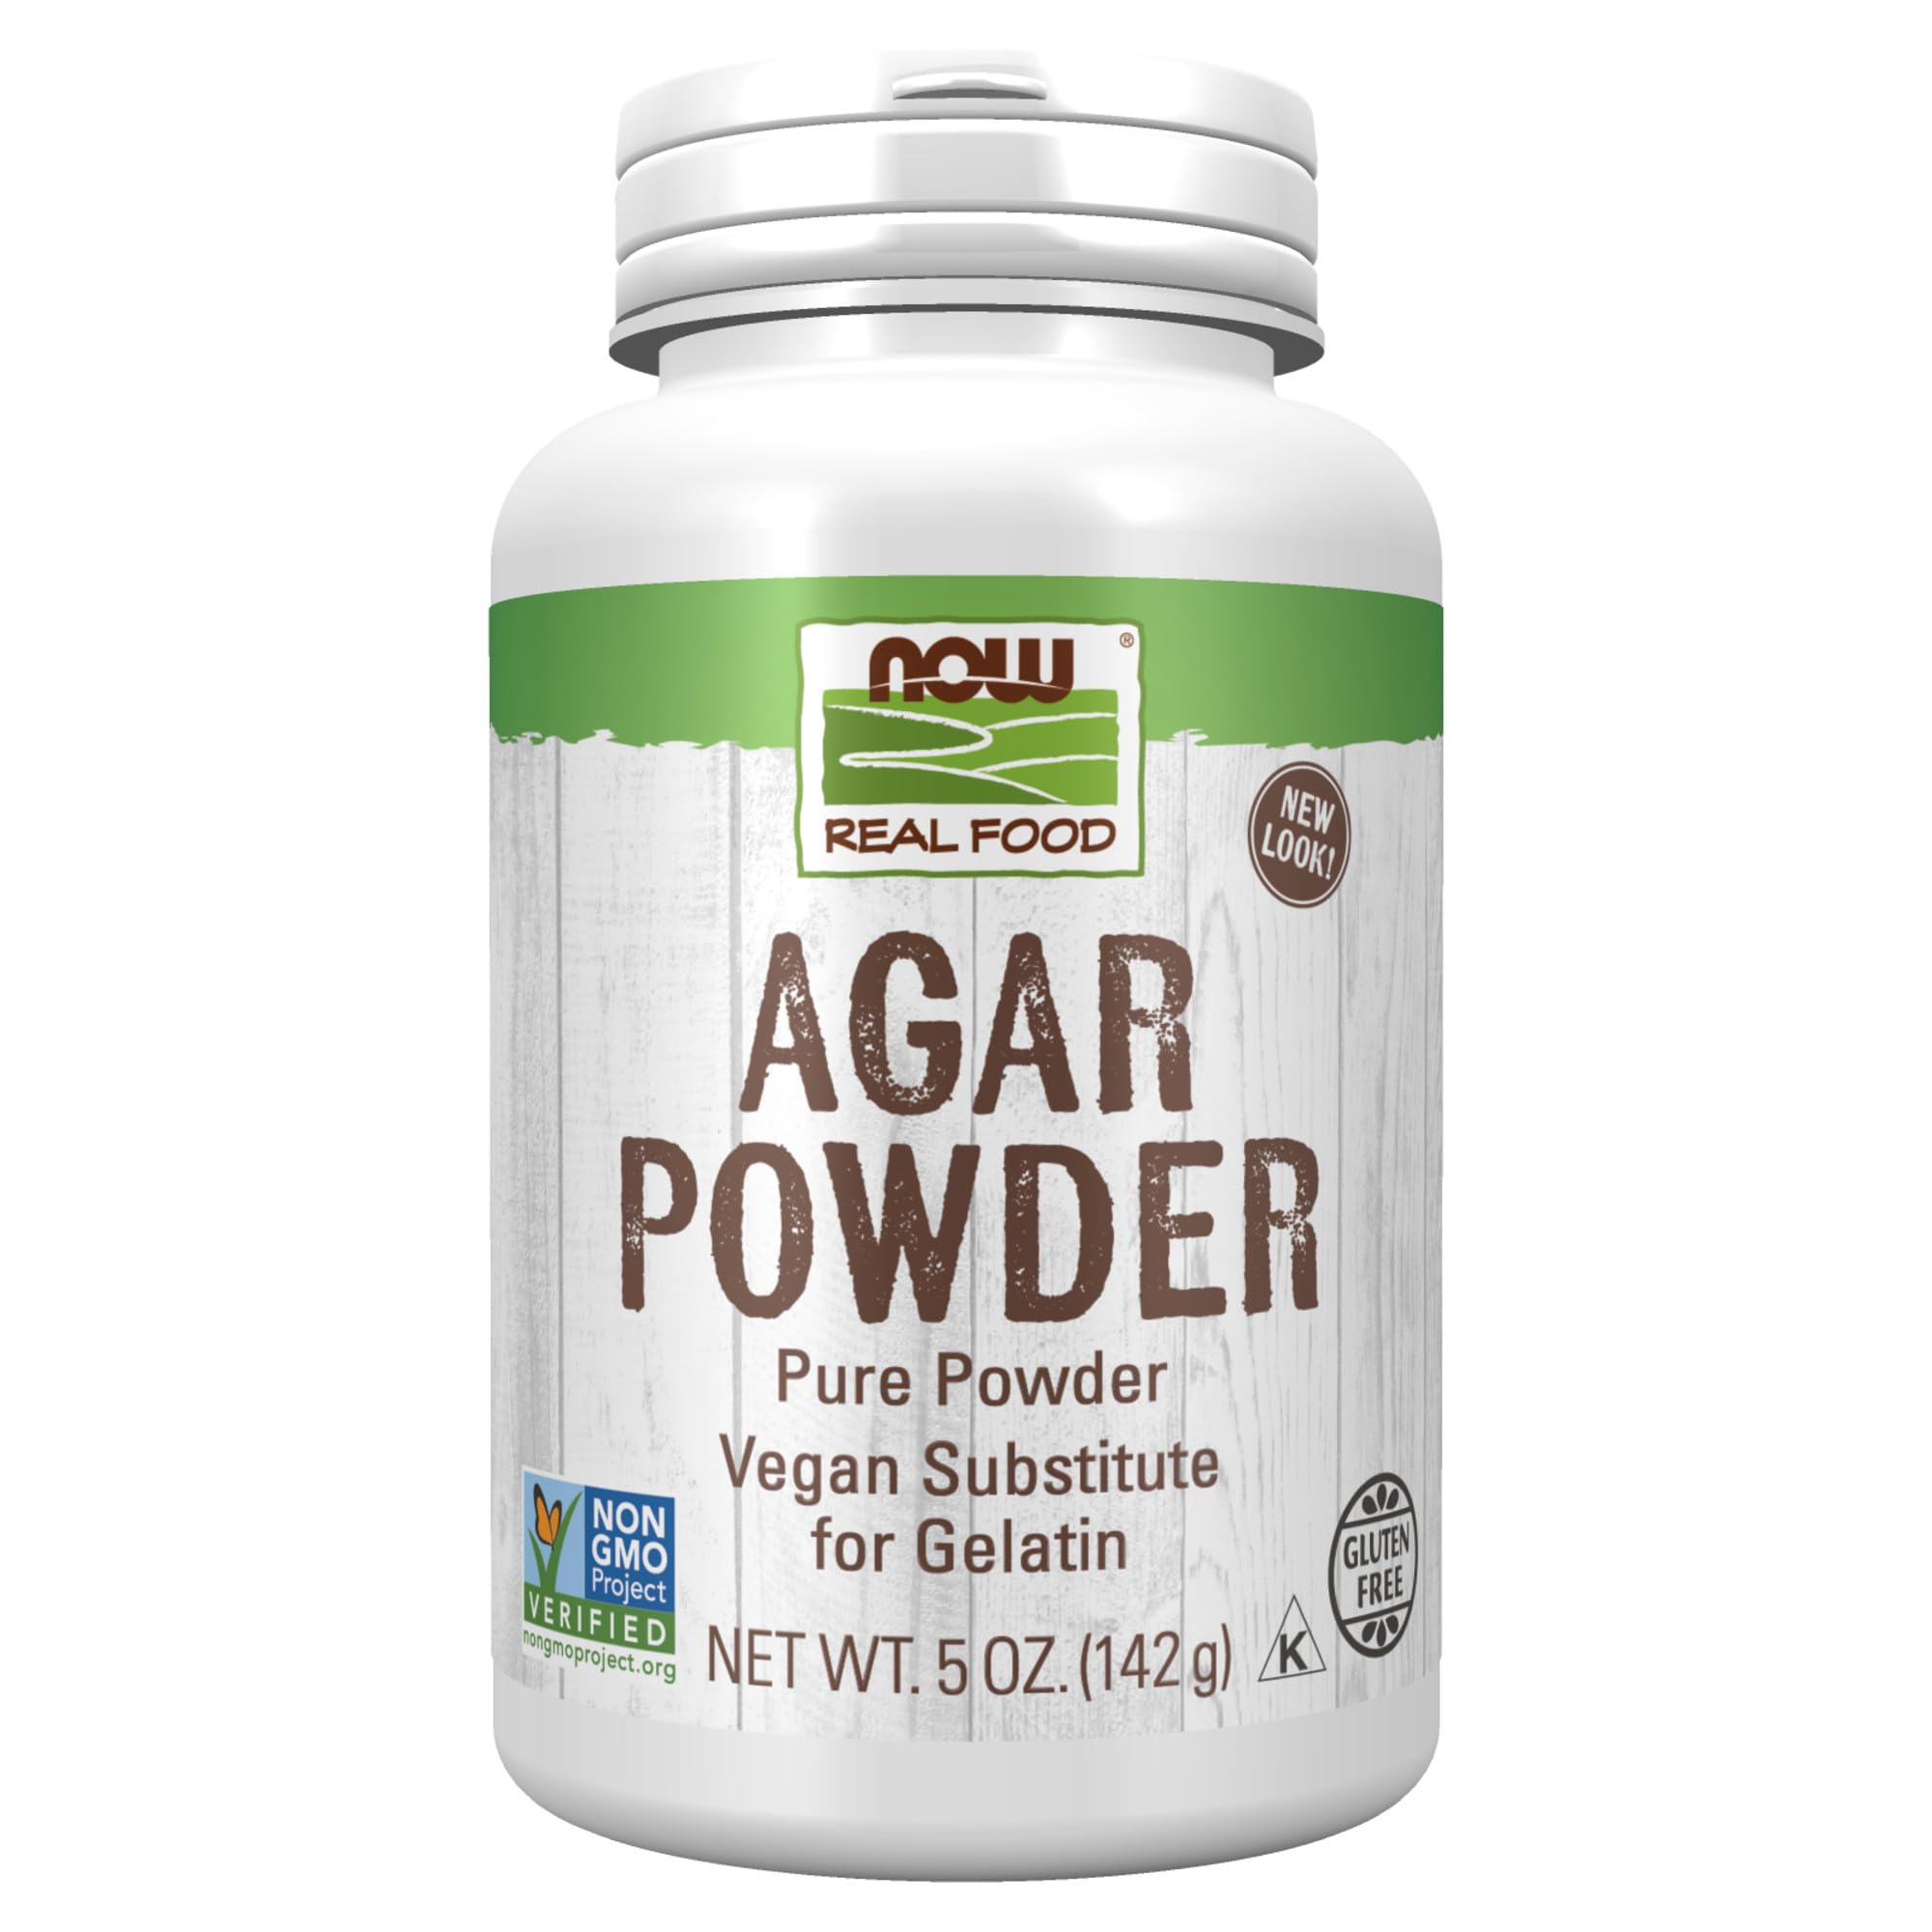 now®
REAL FOOD
NEW
LOOK!
AGAR
POWDER
Pure Powder
Vegan Substitute
for Gelatin
NON
GMO
Project
VERIFIED
nongmoproject.org
NET WT. 5 OZ. (142 g)
K
GLUTEN
FREE